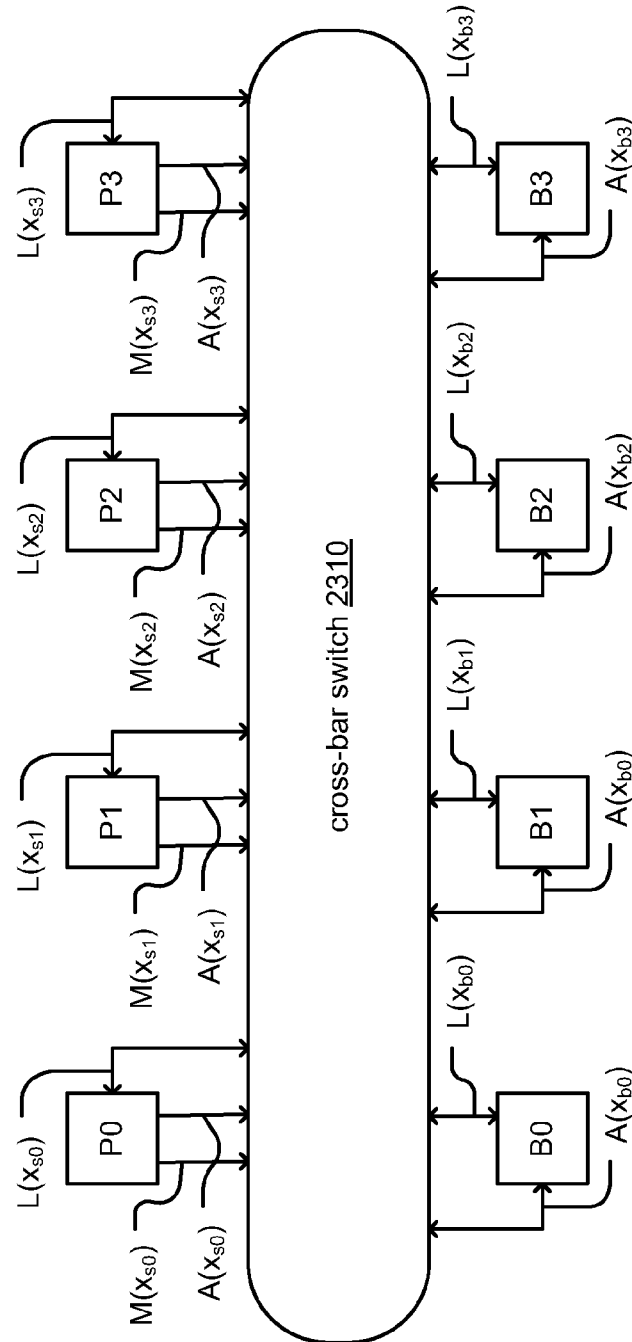 L(xs0)
L(xs1)
L(xs2)
L(xs3)
P0
P1
P2
P3
M(xs0)
M(xs1)
M(xs2)
M(xs3)
A(xs0)
A(xs1)
A(xs2)
A(xs3)
cross-bar switch 2310
L(xb0)
L(xb1)
L(xb2)
L(xb3)
B0
B1
B2
B3
A(xb0)
A(xb0)
A(xb2)
A(xb3)